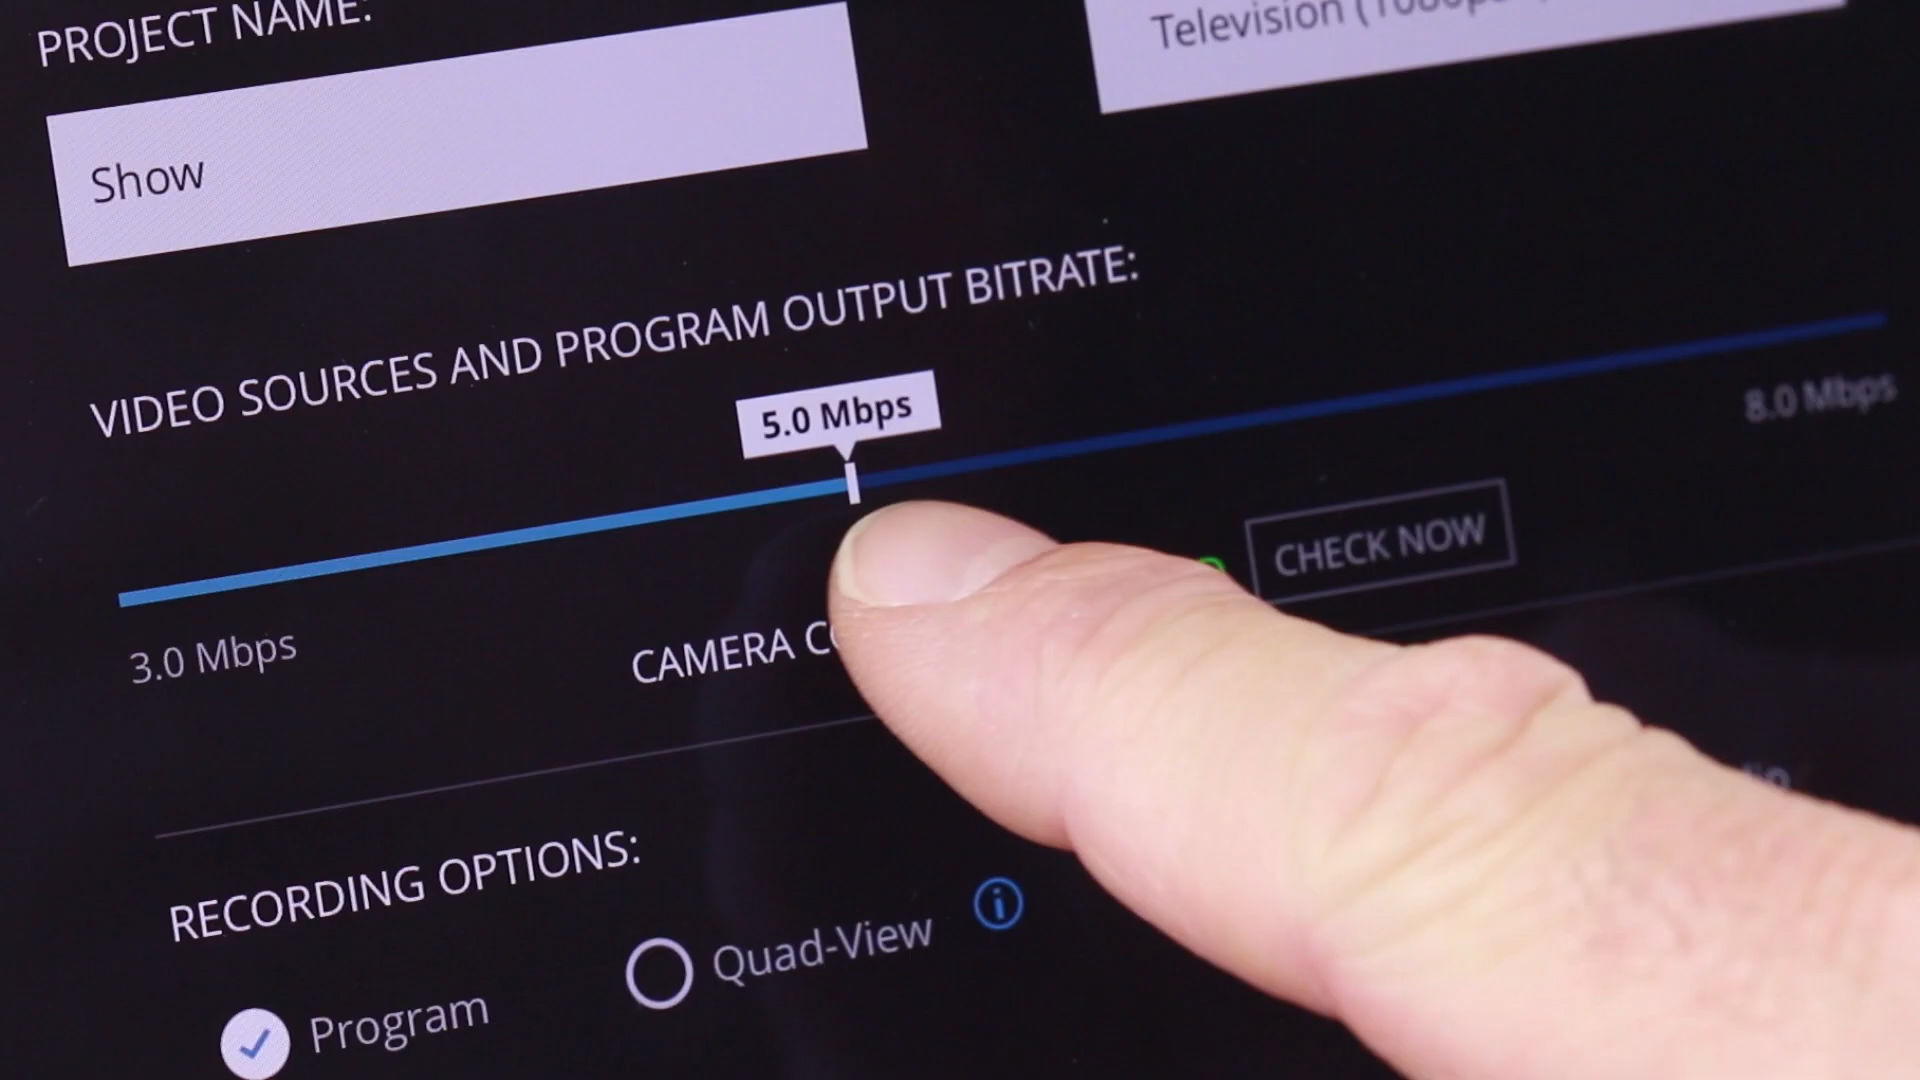 PROJECT NAME:
Television
Show
VIDEO SOURCES AND PROGRAM OUTPUT BITRATE:
5.0 Mbps
8.0 Mbps
3.0 Mbps
CHECK NOW
CAMERA
RECORDING OPTIONS:
Program
Quad-View